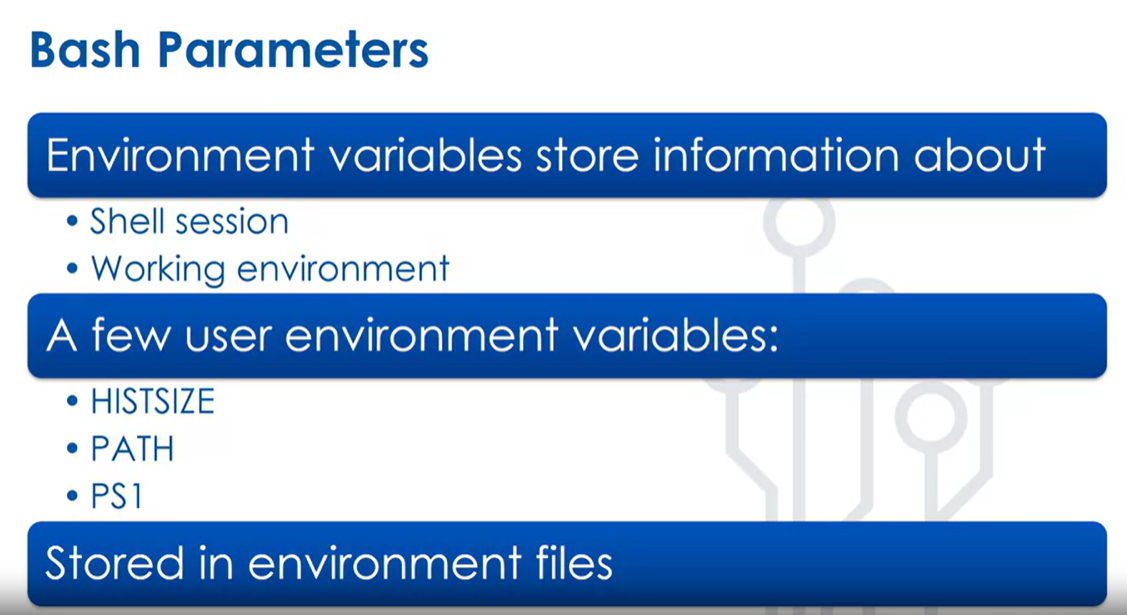 Bash Parameters
Environment variables store information about
• Shell session
• Working environment
A few user environment variables:
• HISTSIZE
• PATH
• PS1
Stored in environment files